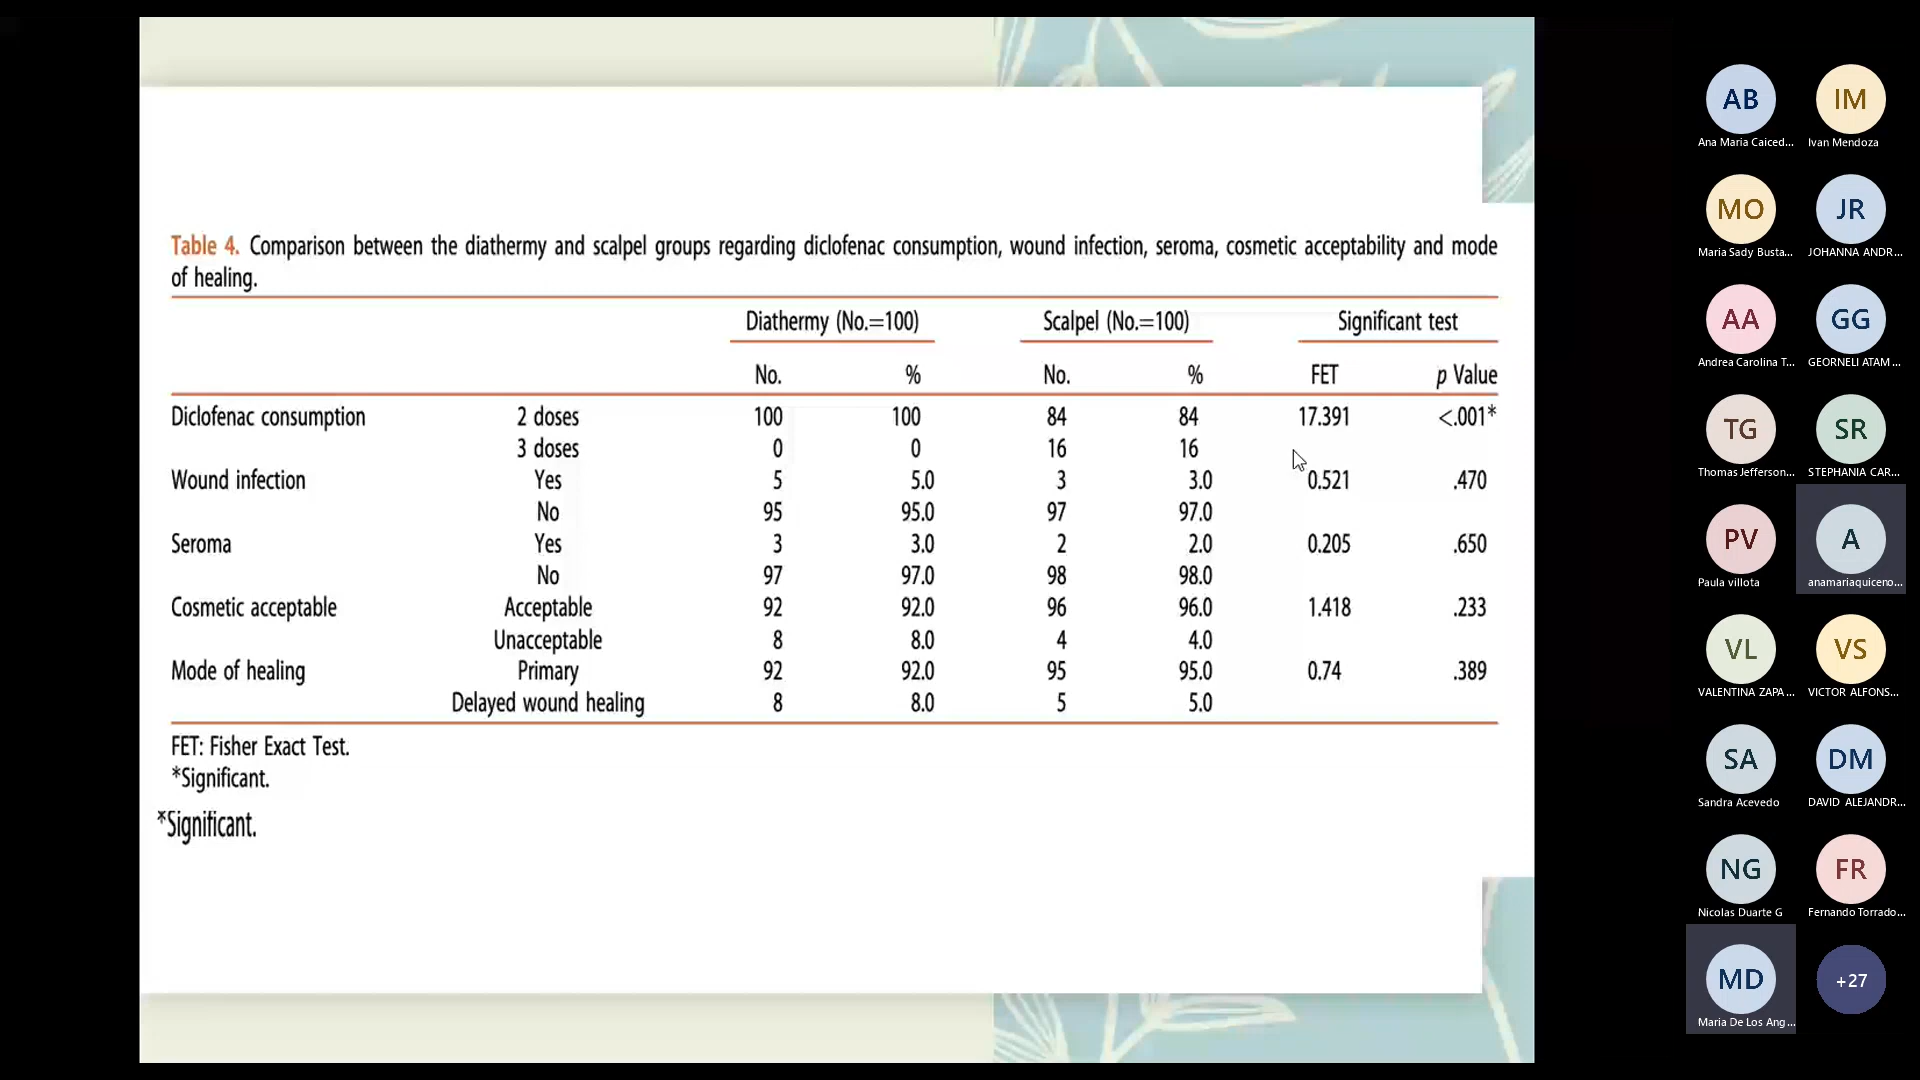 Table 4. Comparison between the diathermy and scalpel groups regarding diclofenac consumption, wound infection, seroma, cosmetic acceptability and mode
of healing.
Diathermy (No.=100) Scalpel (No.=100) Significant test
No. % No. % FET p Value
Diclofenac consumption 2 doses 100 100 84 84 17.391 <.001*
3 doses 0 0 16 16
Wound infection Yes 5 5.0 3 3.0 0.521 .470
No 95 95.0 97 97.0
Seroma Yes 3 3.0 2 2.0 0.205 .650
No 97 97.0 98 98.0
Cosmetic acceptable Acceptable 92 92.0 96 96.0 1.418 .233
Unacceptable 8 8.0 4 4.0
Mode of healing Primary 92 92.0 95 95.0 0.74 .389
Delayed wound healing 8 8.0 5 5.0
FET: Fisher Exact Test.
*Significant.
*Significant.
AB IM
Ana Maria Caiced... Ivan Mendoza
MO JR
Maria Sady Busta... JOHANNA ANDR...
AA GG
Andrea Carolina T... GEORNELI ATAM...
TG SR
Thomas Jefferson... STEPHANIA CAR...
PV A
Paula villota anamariaquiceno...
VL VS
VALENTINA ZAPA... VICTOR ALFONS...
SA DM
Sandra Acevedo DAVID ALEJANDR...
NG FR
Nicolas Duarte G Fernando Torrado...
MD +27
Maria De Los Ang...